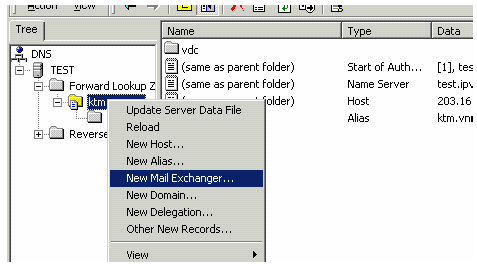 Action View
Tree
Name Type Data
DNS
TEST
Forward Lookup Z
ktm
Reverse
vdc
(same as parent folder) Start of Auth... [1], tes
(same as parent folder) Name Server test.ipv
(same as parent folder) Host 203.16
Alias ktm.vnn
Update Server Data File
Reload
New Host...
New Alias...
New Mail Exchanger...
New Domain...
New Delegation...
Other New Records...
View